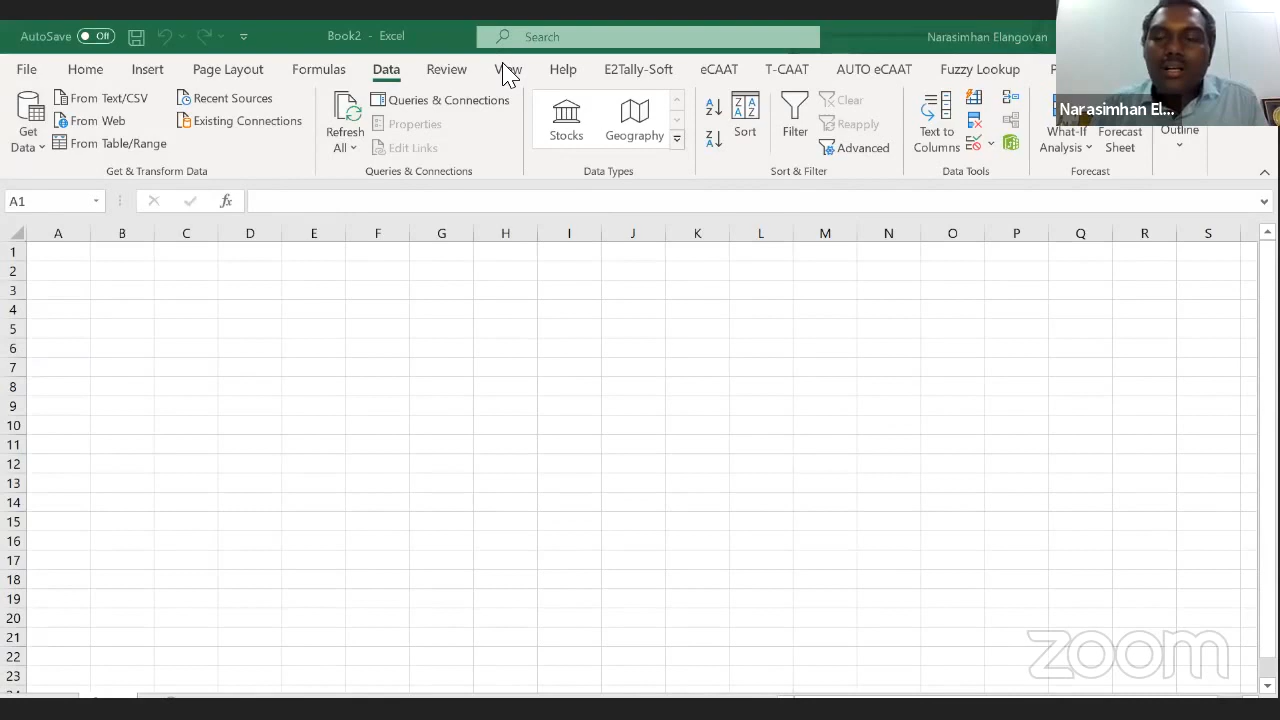 AutoSave Off Book2 - Excel Search Narasimhan Elangovan
File Home Insert Page Layout Formulas Data Review View Help E2Tally-Soft eCAAT T-CAAT AUTO eCAAT Fuzzy Lookup P
Narasimhan El...
Get Data
From Text/CSV
From Web
From Table/Range
Recent Sources
Existing Connections
Get & Transform Data
Refresh All
Queries & Connections
Properties
Edit Links
Queries & Connections
Stocks Geography
Data Types
Sort
Filter
Clear
Reapply
Advanced
Sort & Filter
Text to Columns
Data Tools
What-If Analysis
Forecast Sheet
Forecast
Outline
A1 fx
A B C D E F G H I J K L M N O P Q R S
1
2
3
4
5
6
7
8
9
10
11
12
13
14
15
16
17
18
19
20
21
22
23
24
zoom